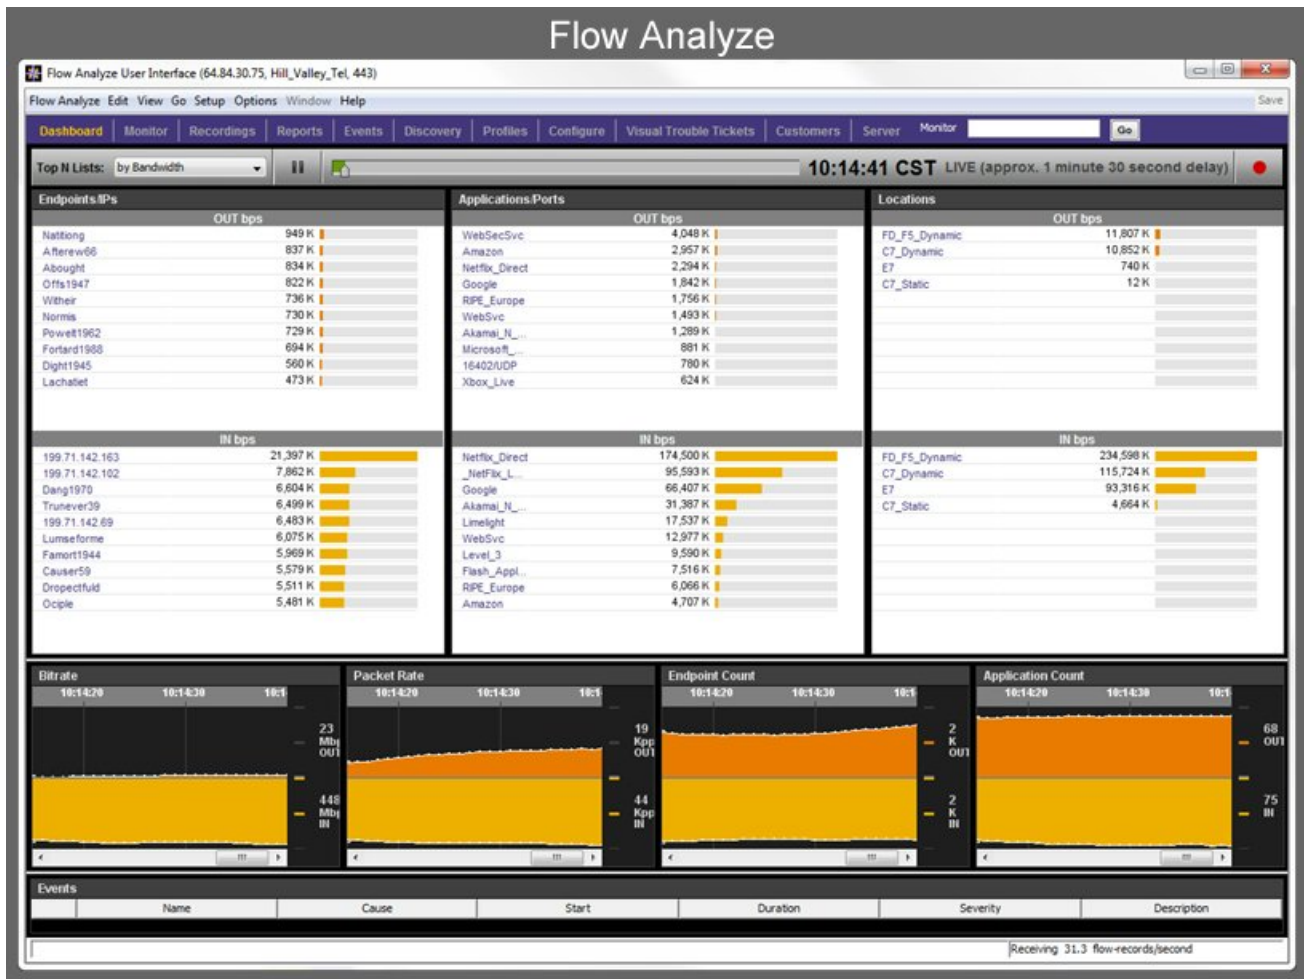 Flow Analyze
Flow Analyze User Interface (64.84.30.75, Hill_Valley_Tel, 443)
Flow Analyze Edit View Go Setup Options Window Help Save
Dashboard Monitor Recordings Reports Events Discovery Profiles Configure Visual Trouble Tickets Customers Server Monitor Go
Top N Lists: by Bandwidth 10:14:41 CST LIVE (approx. 1 minute 30 second delay)
Endpoints/IPs
OUT bps
Natitiong 949 K
Afterew66 837 K
Abought 834 K
Offs1947 822 K
Witheir 736 K
Normis 730 K
Powelt1962 729 K
Fortard1988 694 K
Dight1945 560 K
Lachatiet 473 K
IN bps
199.71.142.163 21,397 K
199.71.142.102 7,862 K
Dang1970 6,604 K
Trunever39 6,499 K
199.71.142.69 6,483 K
Lumseforme 6,075 K
Famort1944 5,969 K
Causer59 5,579 K
Dropectfuld 5,511 K
Ociple 5,481 K
Applications/Ports
OUT bps
WebSecSvc 4,048 K
Amazon 2,957 K
Netflix_Direct 2,294 K
Google 1,842 K
RIPE_Europe 1,756 K
WebSvc 1,493 K
Akamai_N_... 1,289 K
Microsoft_... 881 K
16402/UDP 780 K
Xbox_Live 624 K
IN bps
Netflix_Direct 174,500 K
_NetFlix_L... 95,593 K
Google 66,407 K
Akamai_N_... 31,387 K
Limelight 17,537 K
WebSvc 12,977 K
Level_3 9,590 K
Flash_Appl... 7,516 K
RIPE_Europe 6,066 K
Amazon 4,707 K
Locations
OUT bps
FD_F5_Dynamic 11,807 K
C7_Dynamic 10,852 K
E7 740 K
C7_Static 12 K
IN bps
FD_F5_Dynamic 234,598 K
C7_Dynamic 115,724 K
E7 93,316 K
C7_Static 4,664 K
Bitrate
10:14:20 10:14:30 10:1
23
Mbp
OUT
448
Mbp
IN
Packet Rate
10:14:20 10:14:30 10:1
19
Kpp
OUT
44
Kpp
IN
Endpoint Count
10:14:20 10:14:30 10:1
2
K
OUT
2
K
IN
Application Count
10:14:20 10:14:30 10:1
68
OUT
75
IN
Events
Name Cause Start Duration Severity Description
Receiving 31.3 flow-records/second